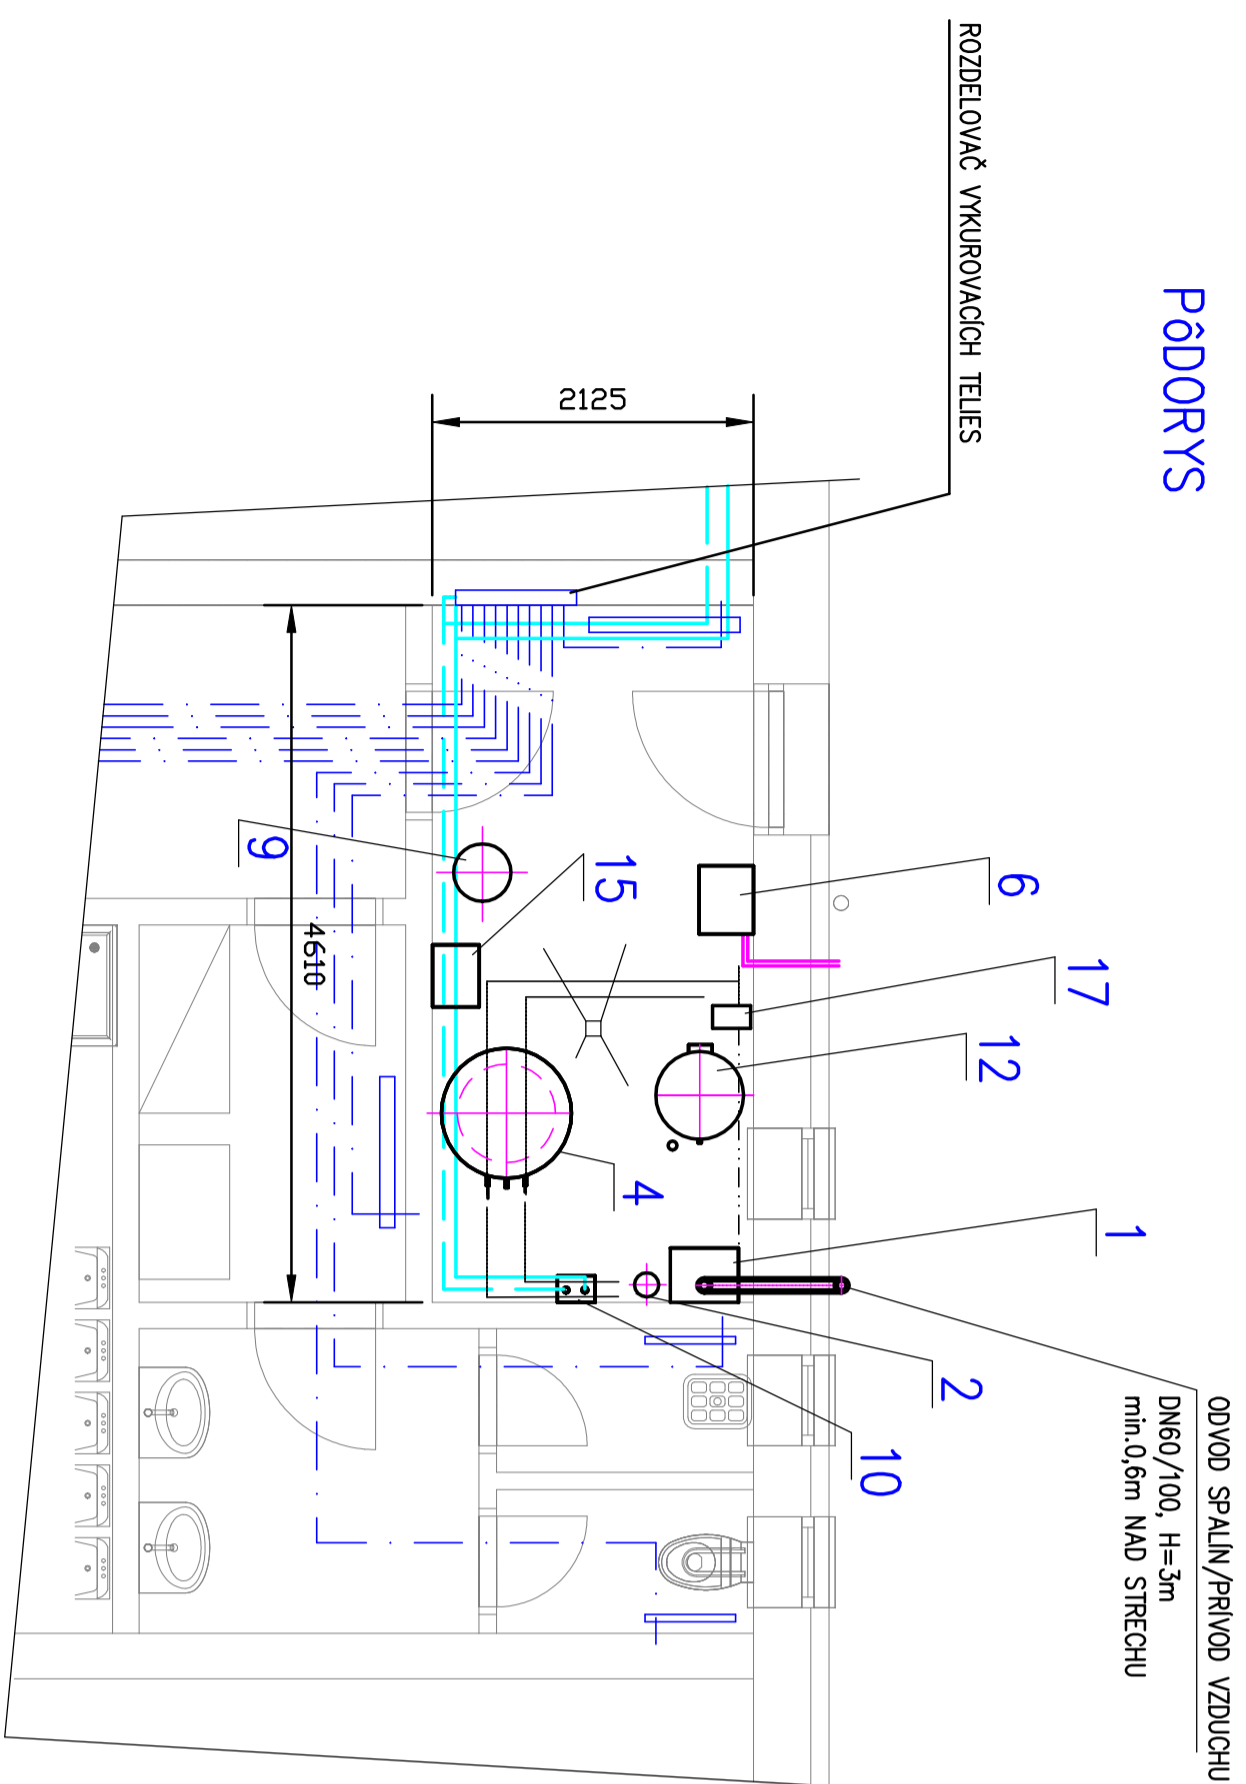 PôDORYS
ROZDELOVAČ VYKUROVACÍCH TELIES
ODVOD SPALÍN/PRÍVOD VZDUCHU
DN60/100, H=3m
min.0,6m NAD STRECHU
2125
4610
9
15
6
17
12
4
1
2
10